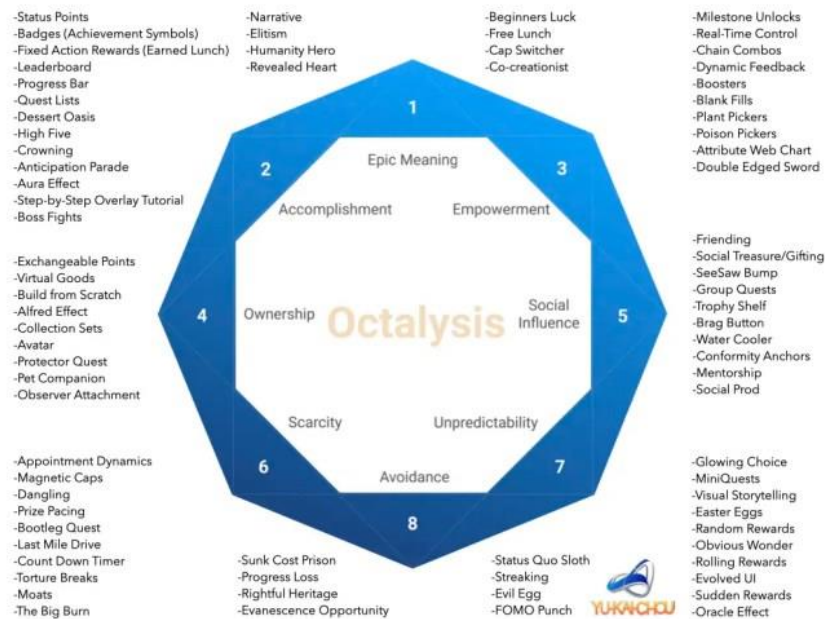 -Status Points
-Badges (Achievement Symbols)
-Fixed Action Rewards (Earned Lunch)
-Leaderboard
-Progress Bar
-Quest Lists
-Dessert Oasis
-High Five
-Crowning
-Anticipation Parade
-Aura Effect
-Step-by-Step Overlay Tutorial
-Boss Fights
-Narrative
-Elitism
-Humanity Hero
-Revealed Heart
-Beginners Luck
-Free Lunch
-Cap Switcher
-Co-creationist
-Milestone Unlocks
-Real-Time Control
-Chain Combos
-Dynamic Feedback
-Boosters
-Blank Fills
-Plant Pickers
-Poison Pickers
-Attribute Web Chart
-Double Edged Sword
1
Epic Meaning
2
Accomplishment
3
Empowerment
-Exchangeable Points
-Virtual Goods
-Build from Scratch
-Alfred Effect
-Collection Sets
-Avatar
-Protector Quest
-Pet Companion
-Observer Attachment
4
Ownership
Octalysis
Social
Influence
5
-Friending
-Social Treasure/Gifting
-SeeSaw Bump
-Group Quests
-Trophy Shelf
-Brag Button
-Water Cooler
-Conformity Anchors
-Mentorship
-Social Prod
Scarcity
6
Unpredictability
7
Avoidance
8
-Appointment Dynamics
-Magnetic Caps
-Dangling
-Prize Pacing
-Bootleg Quest
-Last Mile Drive
-Count Down Timer
-Torture Breaks
-Moats
-The Big Burn
-Sunk Cost Prison
-Progress Loss
-Rightful Heritage
-Evanescence Opportunity
-Status Quo Sloth
-Streaking
-Evil Egg
-FOMO Punch
YU-KAI CHOU
-Glowing Choice
-MiniQuests
-Visual Storytelling
-Easter Eggs
-Random Rewards
-Obvious Wonder
-Rolling Rewards
-Evolved UI
-Sudden Rewards
-Oracle Effect